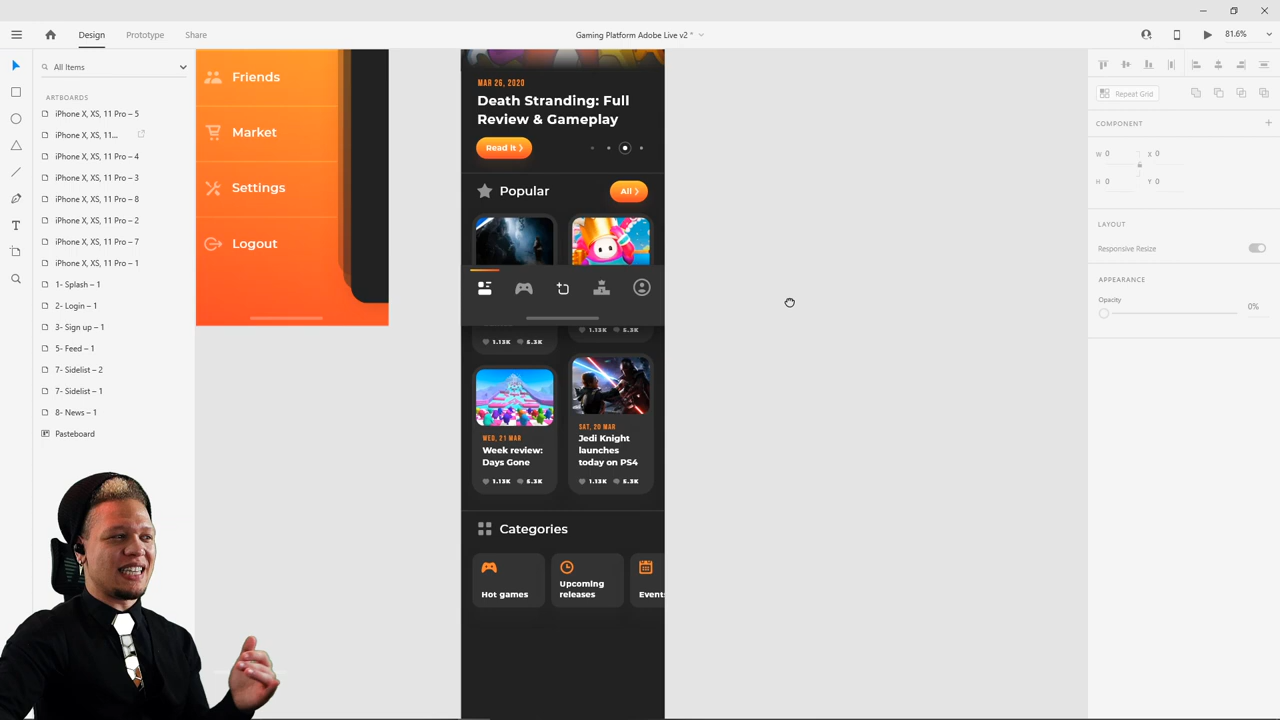 Design
Prototype
Share
Gaming Platform Adobe Live v2 *
81.6%
All Items
ARTBOARDS
iPhone X, XS, 11 Pro – 5
iPhone X, XS, 11...
iPhone X, XS, 11 Pro – 4
iPhone X, XS, 11 Pro – 3
iPhone X, XS, 11 Pro – 8
iPhone X, XS, 11 Pro – 2
iPhone X, XS, 11 Pro – 7
iPhone X, XS, 11 Pro – 1
1- Splash – 1
2- Login – 1
3- Sign up – 1
5- Feed – 1
7- Sidelist – 2
7- Sidelist – 1
8- News – 1
Pasteboard
Friends
Market
Settings
Logout
MAR 26, 2020
Death Stranding: Full
Review & Gameplay
Read it ❯
Popular
All ❯
1.13K 5.3K
1.13K 5.3K
WED, 21 MAR
Week review:
Days Gone
1.13K 5.3K
SAT, 20 MAR
Jedi Knight
launches
today on PS4
1.13K 5.3K
Categories
Hot games
Upcoming
releases
Event
Repeat Grid
COMPONENT
W 0 X 0
H 0 Y 0
LAYOUT
Responsive Resize
APPEARANCE
Opacity
0%